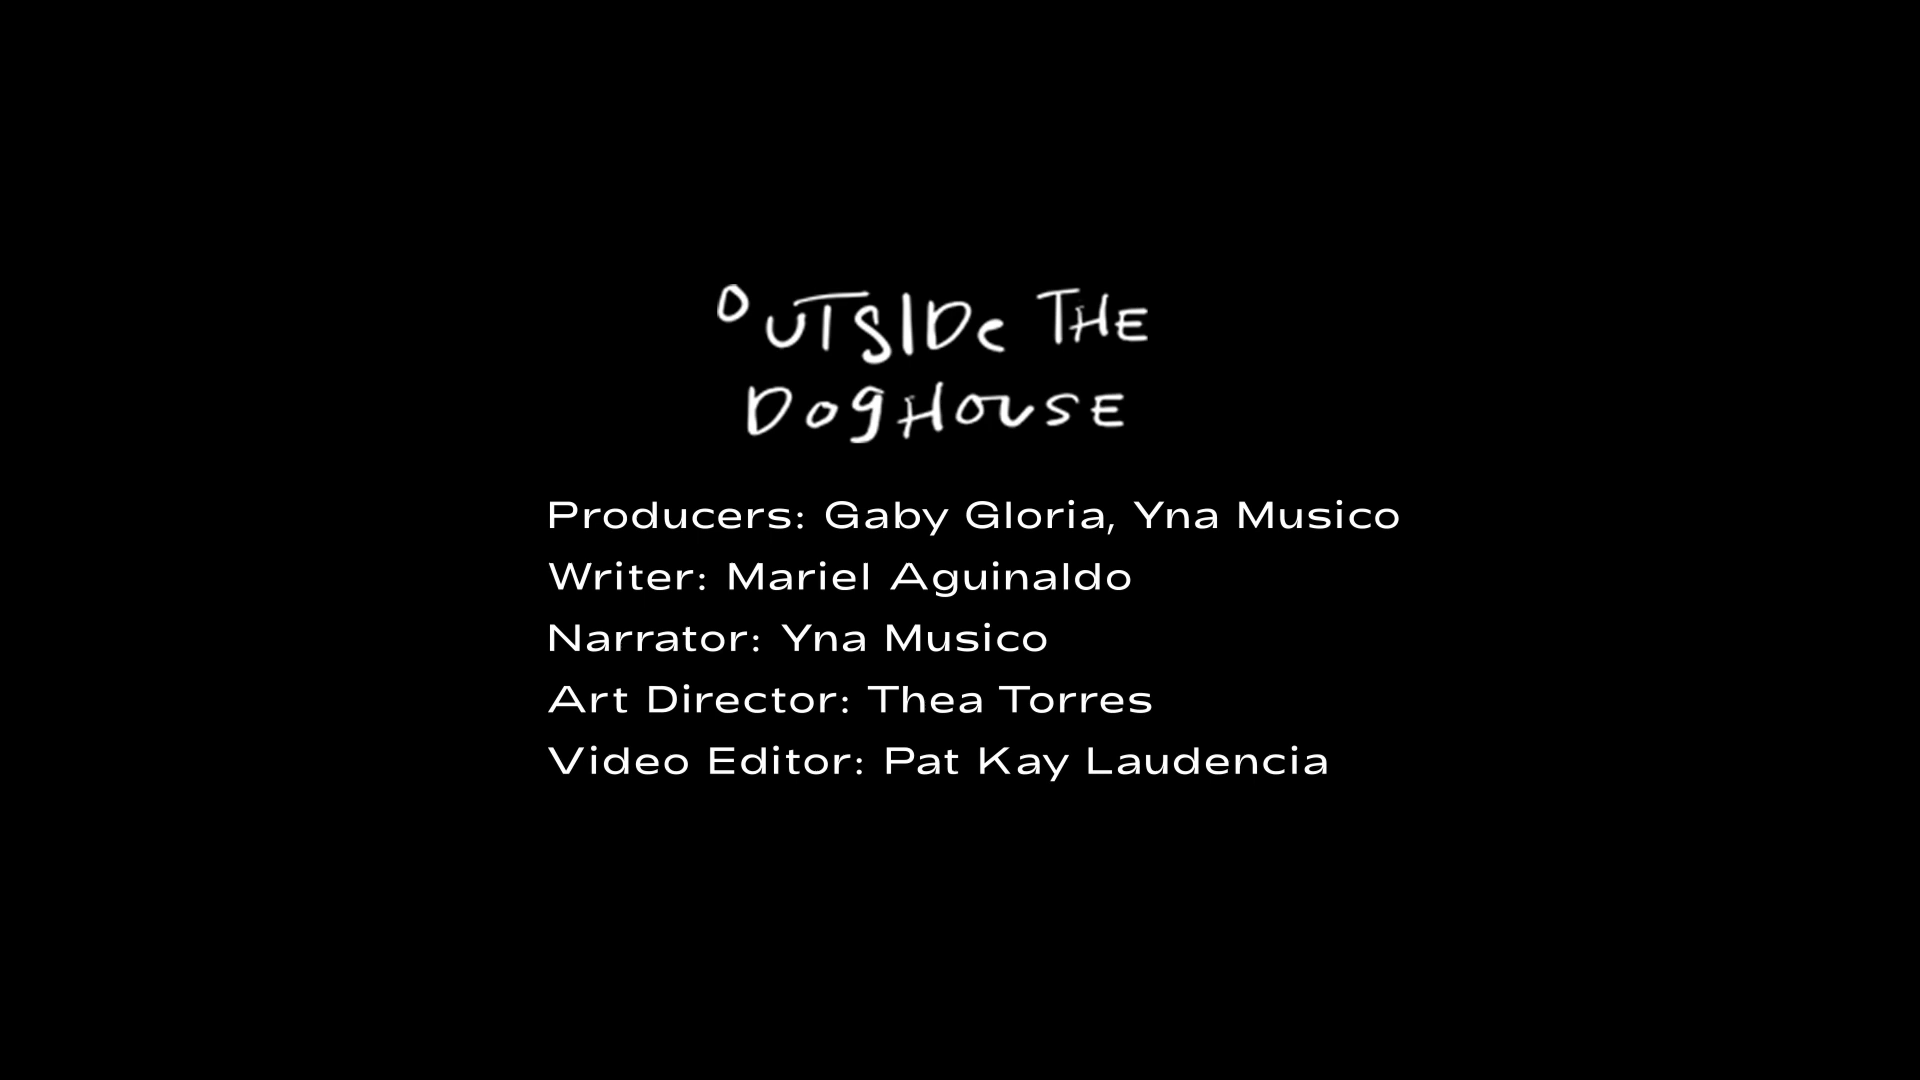 OUTSIDe THE
DogHOUSE
Producers: Gaby Gloria, Yna Musico
Writer: Mariel Aguinaldo
Narrator: Yna Musico
Art Director: Thea Torres
Video Editor: Pat Kay Laudencia